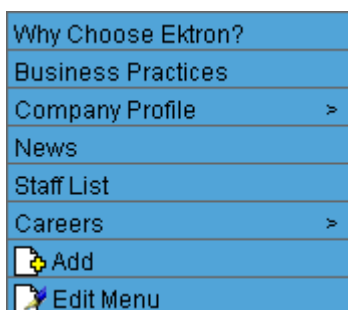 Why Choose Ektron?
Business Practices
Company Profile >
News
Staff List
Careers >
Add
Edit Menu